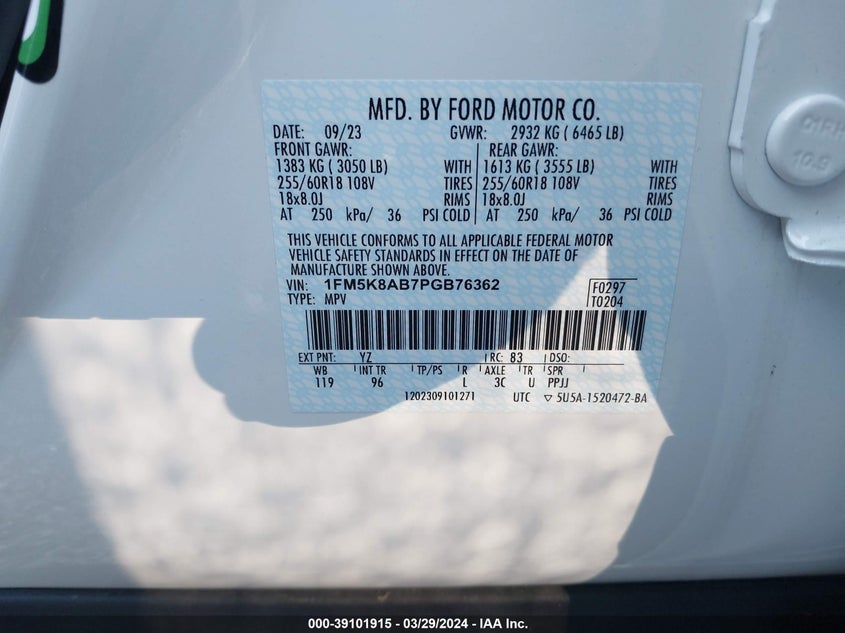 MFD. BY FORD MOTOR CO.
DATE: 09/23 GVWR: 2932 KG ( 6465 LB)
FRONT GAWR: REAR GAWR:
1383 KG ( 3050 LB) WITH 1613 KG ( 3555 LB) WITH
255/60R18 108V TIRES 255/60R18 108V TIRES
18x8.0J RIMS 18x8.0J RIMS
AT 250 kPa/ 36 PSI COLD AT 250 kPa/ 36 PSI COLD
THIS VEHICLE CONFORMS TO ALL APPLICABLE FEDERAL MOTOR
VEHICLE SAFETY STANDARDS IN EFFECT ON THE DATE OF
MANUFACTURE SHOWN ABOVE.
VIN: 1FM5K8AB7PGB76362 F0297
TYPE: MPV T0204
EXT PNT: YZ RC: 83 DSO:
WB INT TR TP/PS R AXLE TR SPR
119 96 L 3C U PPJJ
1202309101271 UTC ▽ 5U5A-1520472-BA
10.9
000-39101915 - 03/29/2024 - IAA Inc.